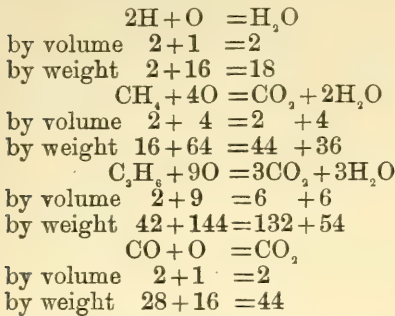 2H+O =H₂O
by volume 2+1 =2
by weight 2+16 =18
CH₄+4O=CO₂+2H₂O
by volume 2+ 4 =2 +4
by weight 16+64=44 +36
C₃H₆+9O=3CO₂+3H₂O
by volume 2+9 =6 +6
by weight 42+144=132+54
CO+O =CO₂
by volume 2+1 =2
by weight 28+16 =44